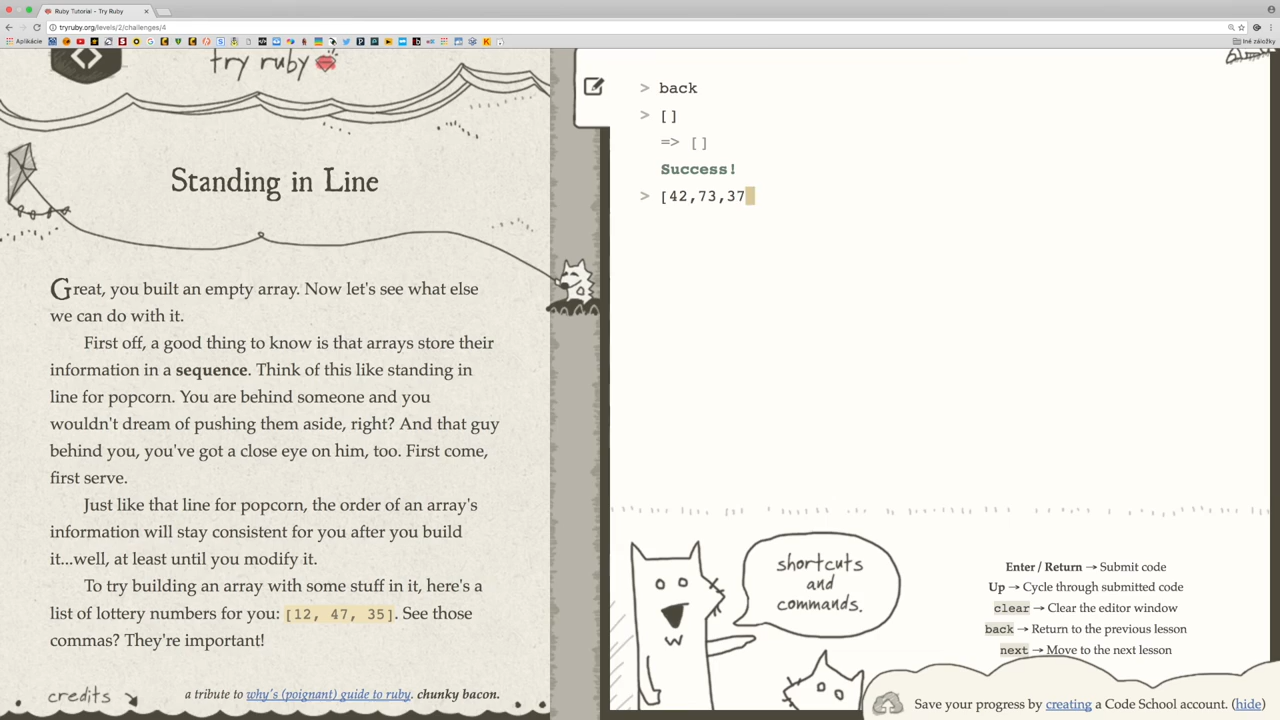 Ruby Tutorial - Try Ruby
tryruby.org/levels/2/challenges/4
Aplikácie
Iné záložky
try ruby
Standing in Line
Great, you built an empty array. Now let's see what else
we can do with it.
First off, a good thing to know is that arrays store their
information in a sequence. Think of this like standing in
line for popcorn. You are behind someone and you
wouldn't dream of pushing them aside, right? And that guy
behind you, you've got a close eye on him, too. First come,
first serve.
Just like that line for popcorn, the order of an array's
information will stay consistent for you after you build
it...well, at least until you modify it.
To try building an array with some stuff in it, here's a
list of lottery numbers for you: [12, 47, 35]. See those
commas? They're important!
credits
a tribute to why's (poignant) guide to ruby. chunky bacon.
> back
> []
=> []
Success!
> [42,73,37
shortcuts
and
commands.
Enter / Return → Submit code
Up → Cycle through submitted code
clear → Clear the editor window
back → Return to the previous lesson
next → Move to the next lesson
Save your progress by creating a Code School account. (hide)